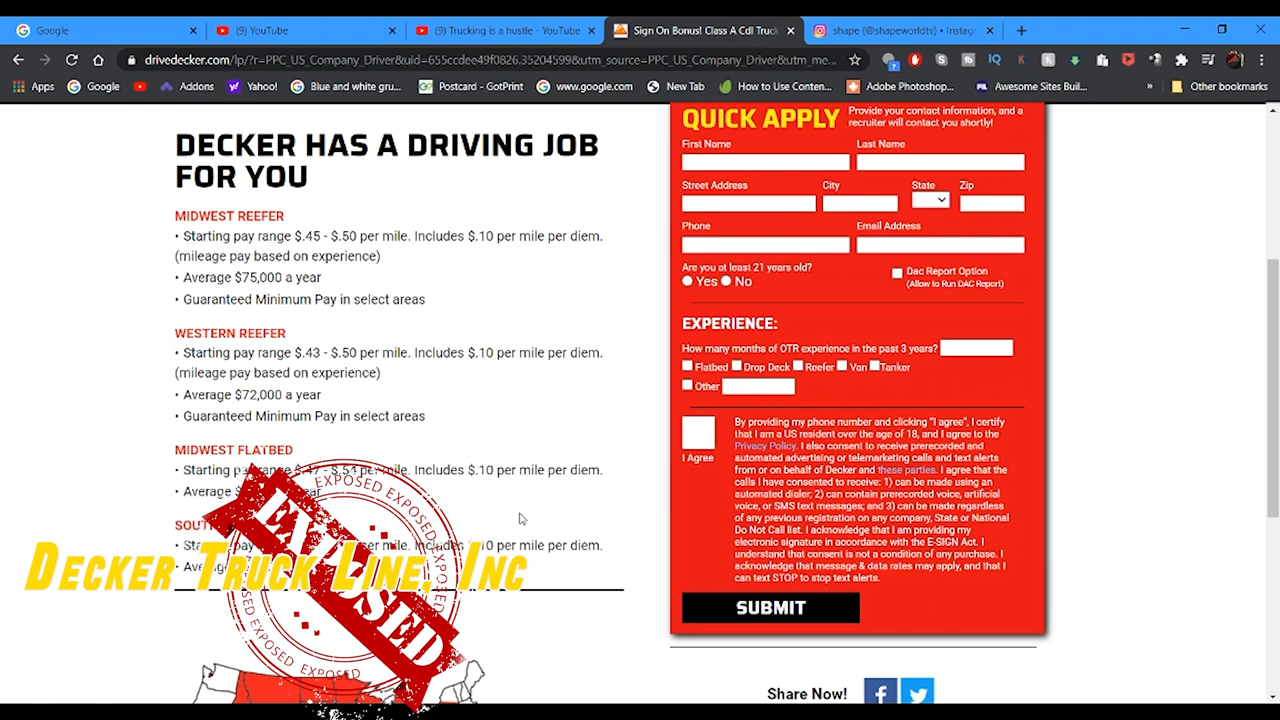 Google
(9) YouTube
(9) Trucking is a hustle - YouTube
Sign On Bonus! Class A Cdl Truck
shape (@shapeworldtv) • Instag
drivedecker.com/lp/?r=PPC_US_Company_Driver&uid=655ccdee49f0826.35204599&utm_source=PPC_US_Company_Driver&utm_me...
Apps
Google
Addons
Yahoo!
Blue and white gru...
Postcard - GotPrint
www.google.com
New Tab
How to Use Conten...
Adobe Photoshop...
Awesome Sites Buil...
»
Other bookmarks
DECKER HAS A DRIVING JOB
FOR YOU
MIDWEST REEFER
• Starting pay range $.45 - $.50 per mile. Includes $.10 per mile per diem.
(mileage pay based on experience)
• Average $75,000 a year
• Guaranteed Minimum Pay in select areas
WESTERN REEFER
• Starting pay range $.43 - $.50 per mile. Includes $.10 per mile per diem.
(mileage pay based on experience)
• Average $72,000 a year
• Guaranteed Minimum Pay in select areas
MIDWEST FLATBED
• Starting pay range per mile. Includes $.10 per mile per diem.
• Average year
• Starting per mile. Includes per mile per diem.
QUICK APPLY
Provide your contact information, and a
recruiter will contact you shortly!
First Name
Last Name
Street Address
City
State
Zip
Phone
Email Address
Are you at least 21 years old?
Yes No
Dac Report Option
(Allow to Run DAC Report)
EXPERIENCE:
How many months of OTR experience in the past 3 years?
Flatbed Drop Deck Reefer Van Tanker
Other
I Agree
By providing my phone number and clicking "I agree", I certify
that I am a US resident over the age of 18, and I agree to the
Privacy Policy. I also consent to receive prerecorded and
automated advertising or telemarketing calls and text alerts
from or on behalf of Decker and these parties. I agree that the
calls I have consented to receive: 1) can be made using an
automated dialer; 2) can contain prerecorded voice, artificial
voice, or SMS text messages; and 3) can be made regardless
of any previous registration on any company, State or National
Do Not Call list. I acknowledge that I am providing my
electronic signature in accordance with the E-SIGN Act. I
understand that consent is not a condition of any purchase. I
acknowledge that message & data rates may apply, and that I
can text STOP to stop text alerts.
SUBMIT
Share Now!
EXPOSED EXPOSED EXPOSED
EXPOSED
EXPOSED EXPOSED EXPOSED
DECKER TRUCK LINE, INC